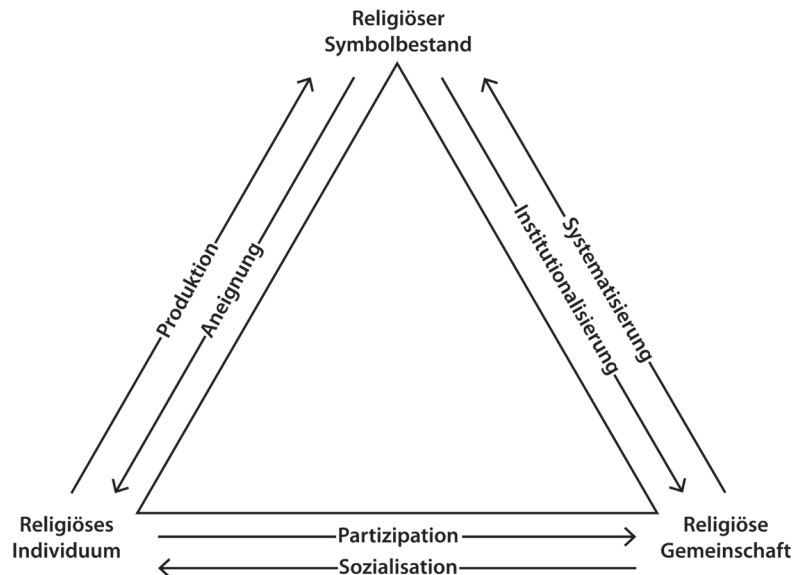 Religiöser
Symbolbestand
Produktion
Aneignung
Institutionalisierung
Systematisierung
Religiöses
Individuum
Partizipation
Sozialisation
Religiöse
Gemeinschaft